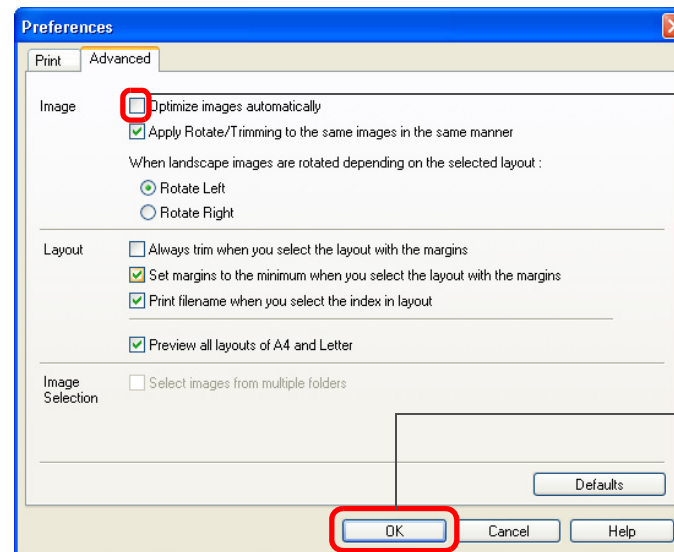 Preferences
Print Advanced
Image Optimize images automatically
Apply Rotate/Trimming to the same images in the same manner
When landscape images are rotated depending on the selected layout :
Rotate Left
Rotate Right
Layout Always trim when you select the layout with the margins
Set margins to the minimum when you select the layout with the margins
Print filename when you select the index in layout
Preview all layouts of A4 and Letter
Image Select images from multiple folders
Selection
Defaults
OK Cancel Help